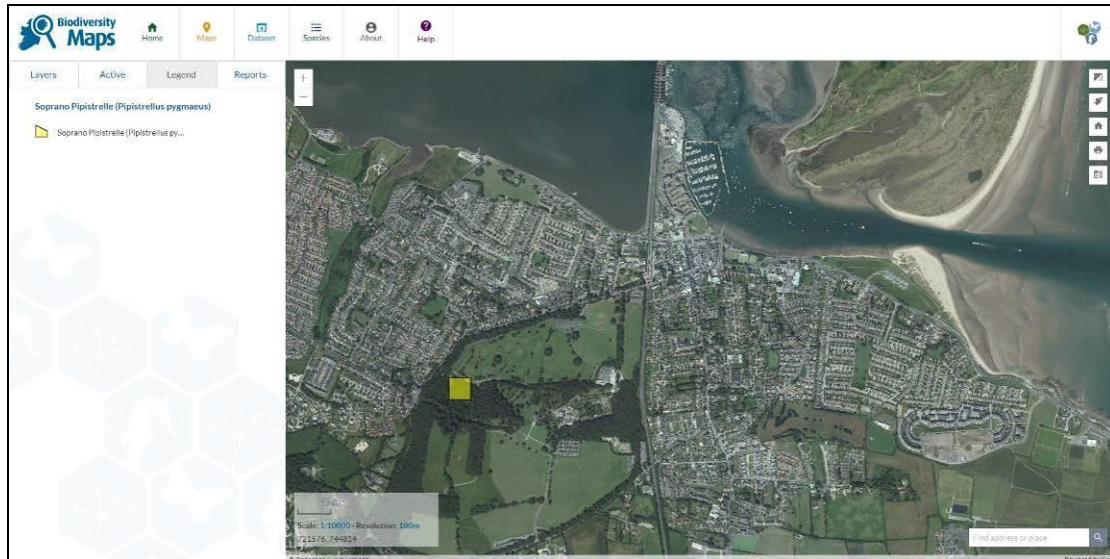 Biodiversity
Maps
Home
Maps
Dataset
Species
About
Help
Layers
Active
Legend
Reports
Soprano Pipistrelle (Pipistrellus pygmaeus)
Soprano Pipistrelle (Pipistrellus py...
+
−
Scale: 1:10000 - Resolution: 100m
721576, 744814
Find address or place